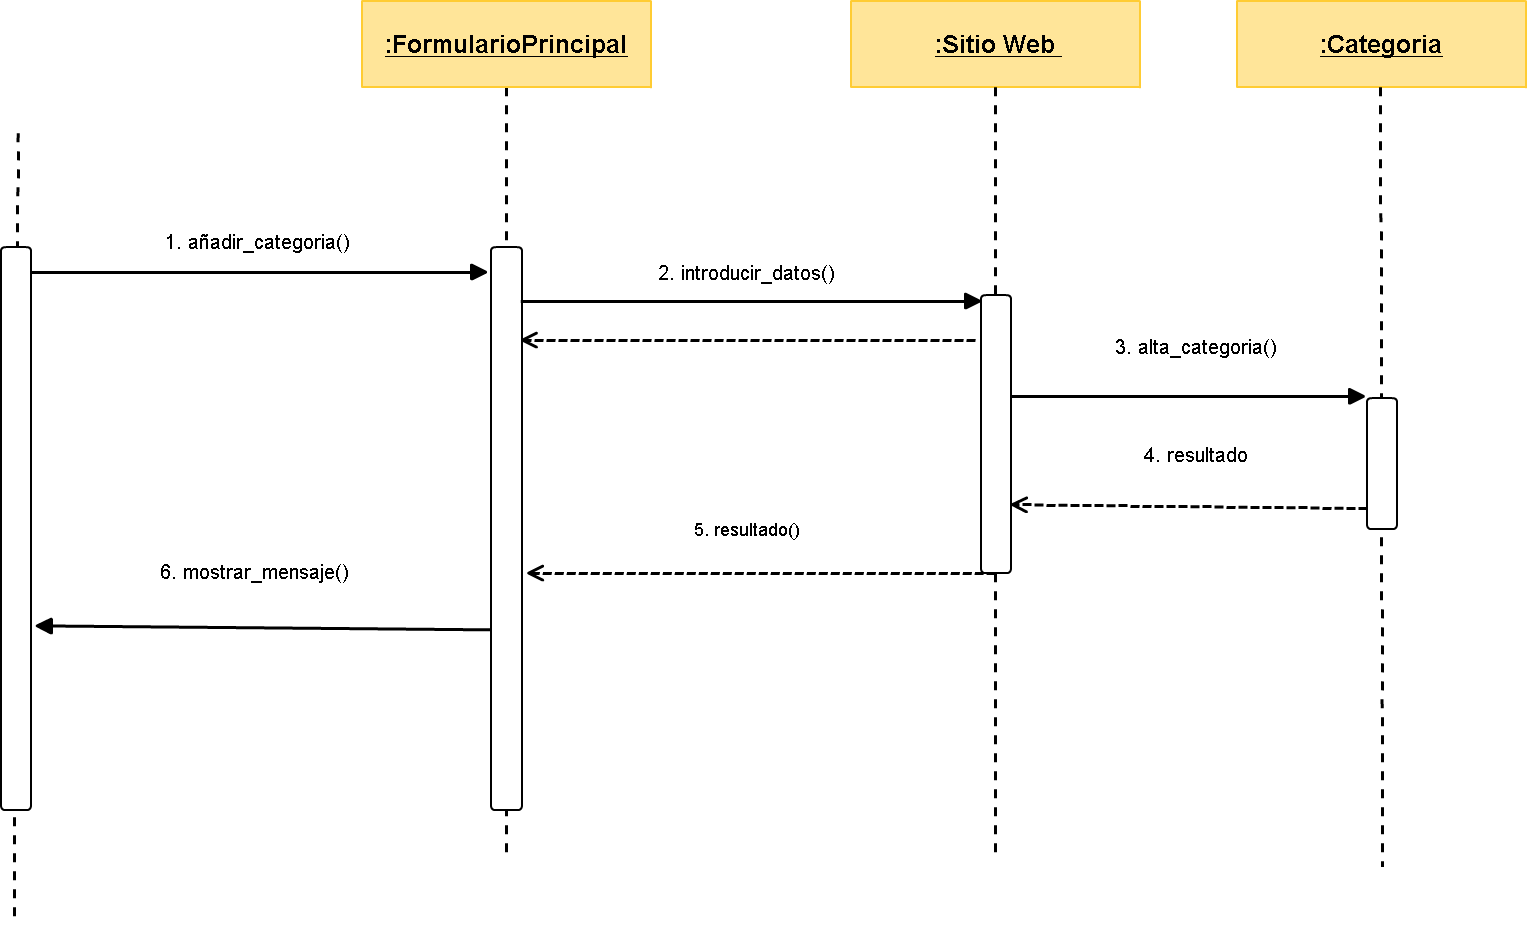 :FormularioPrincipal
:Sitio Web
:Categoria
1. añadir_categoria()
2. introducir_datos()
3. alta_categoria()
4. resultado
5. resultado()
6. mostrar_mensaje()